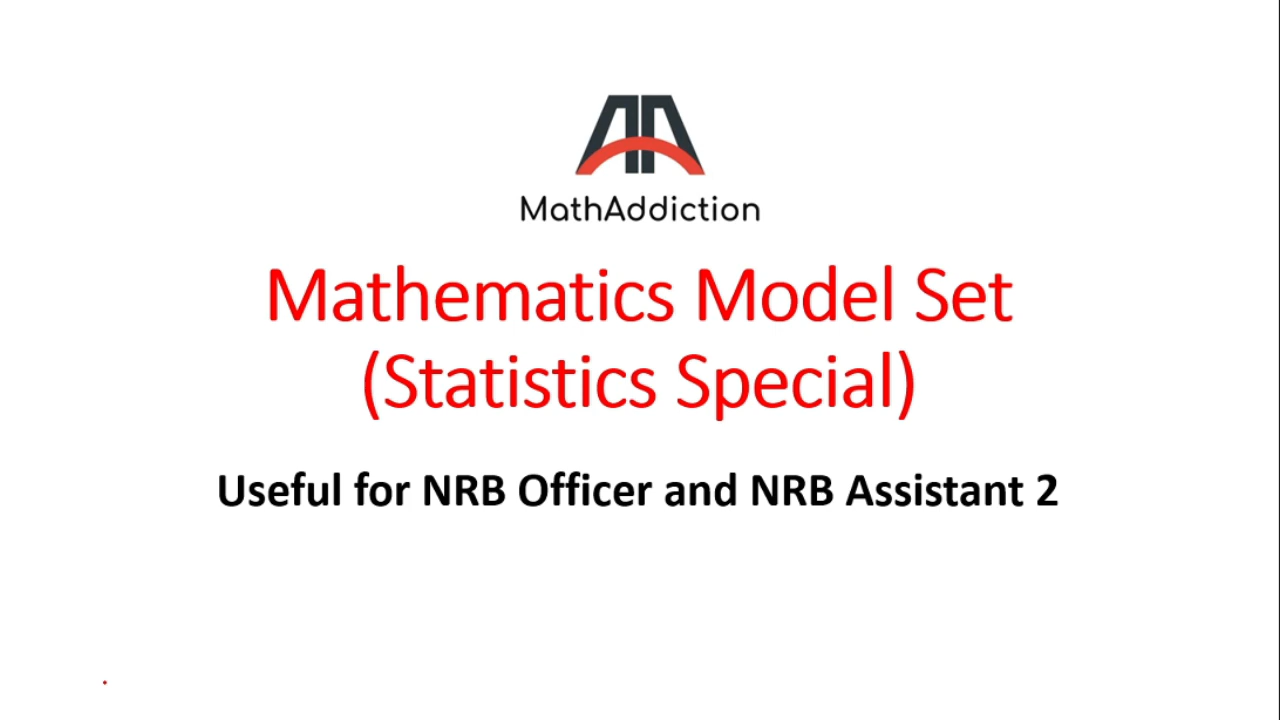 MathAddiction
Mathematics Model Set
(Statistics Special)
Useful for NRB Officer and NRB Assistant 2